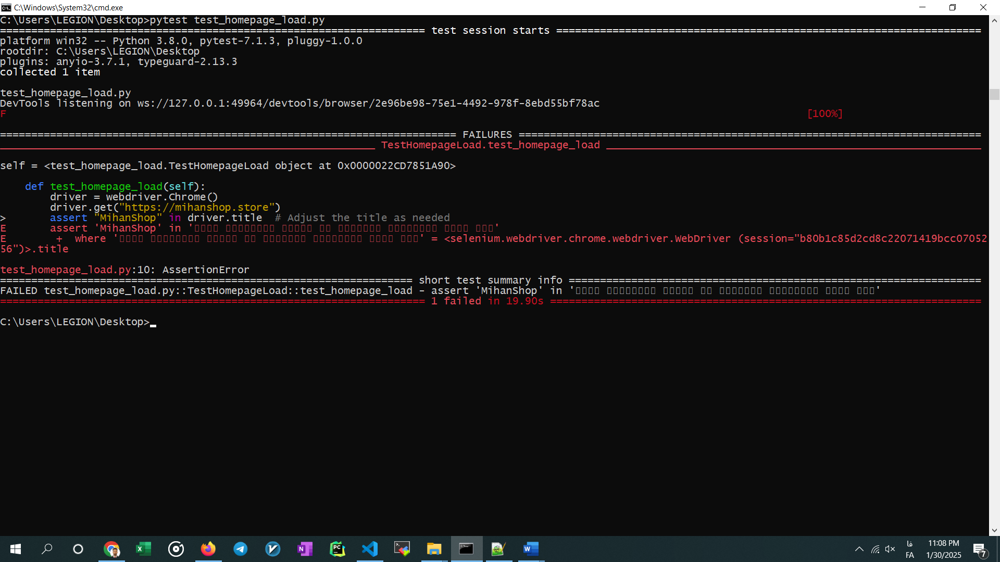 C:\Windows\System32\cmd.exe
C:\Users\LEGION\Desktop>pytest test_homepage_load.py
==================================================================== test session starts ====================================================================
platform win32 -- Python 3.8.0, pytest-7.1.3, pluggy-1.0.0
rootdir: C:\Users\LEGION\Desktop
plugins: anyio-3.7.1, typeguard-2.13.3
collected 1 item
test_homepage_load.py
DevTools listening on ws://127.0.0.1:49964/devtools/browser/2e96be98-75e1-4492-978f-8ebd55bf78ac
F [100%]
========================================================================= FAILURES ==========================================================================
____________________________________________________________ TestHomepageLoad.test_homepage_load ____________________________________________________________
self = <test_homepage_load.TestHomepageLoad object at 0x0000022CD7851A90>
def test_homepage_load(self):
driver = webdriver.Chrome()
driver.get("https://mihanshop.store")
> assert "MihanShop" in driver.title # Adjust the title as needed
E assert 'MihanShop' in ' '
E + where ' ' = <selenium.webdriver.chrome.webdriver.WebDriver (session="b80b1c85d2cd8c22071419bcc07052
56")>.title
test_homepage_load.py:10: AssertionError
================================================================== short test summary info ==================================================================
FAILED test_homepage_load.py::TestHomepageLoad::test_homepage_load - assert 'MihanShop' in ' '
==================================================================== 1 failed in 19.90s =====================================================================
C:\Users\LEGION\Desktop>
فا 11:08 PM
FA 1/30/2025 7